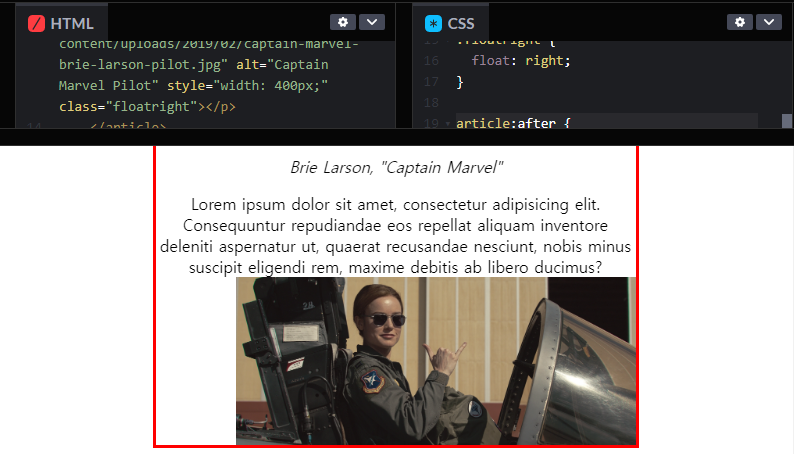 HTML
content/uploads/2019/02/captain-marvel-
brie-larson-pilot.jpg" alt="Captain
Marvel Pilot" style="width: 400px;"
class="floatright"></p>
14 </article>
CSS
15 .floatright {
16 float: right;
17 }
18
19 article:after {
Brie Larson, "Captain Marvel"
Lorem ipsum dolor sit amet, consectetur adipisicing elit.
Consequuntur repudiandae eos repellat aliquam inventore
deleniti aspernatur ut, quaerat recusandae nesciunt, nobis minus
suscipit eligendi rem, maxime debitis ab libero ducimus?